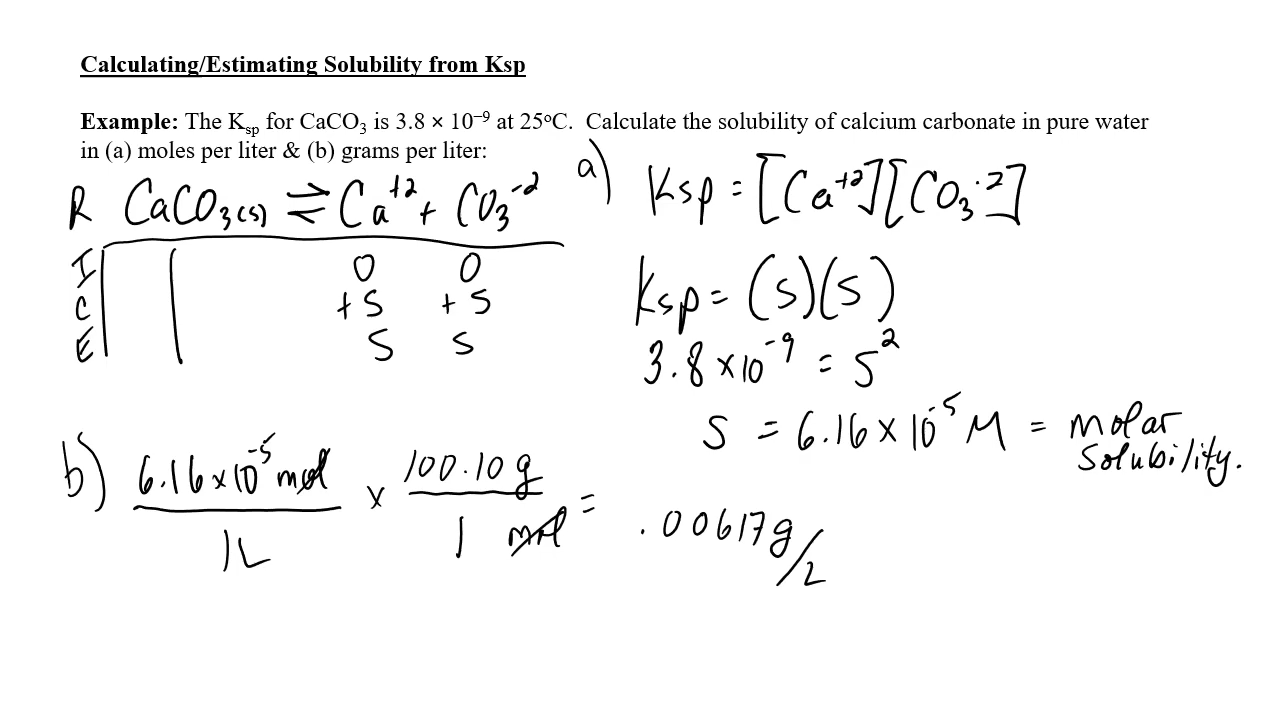 Calculating/Estimating Solubility from Ksp
Example: The Ksp for CaCO₃ is 3.8 × 10⁻⁹ at 25°C. Calculate the solubility of calcium carbonate in pure water
in (a) moles per liter & (b) grams per liter:
R CaCO₃(s) ⇌ Ca⁺² + CO₃⁻²
I 0 0
C +S +S
E S S
a) Ksp = [Ca⁺²][CO₃⁻²]
Ksp = (S)(S)
3.8 × 10⁻⁹ = S²
S = 6.16 × 10⁻⁵ M = molar
solubility.
b) 6.16 × 10⁻⁵ mol / 1L × 100.10 g / 1 mol = .00617 g/L